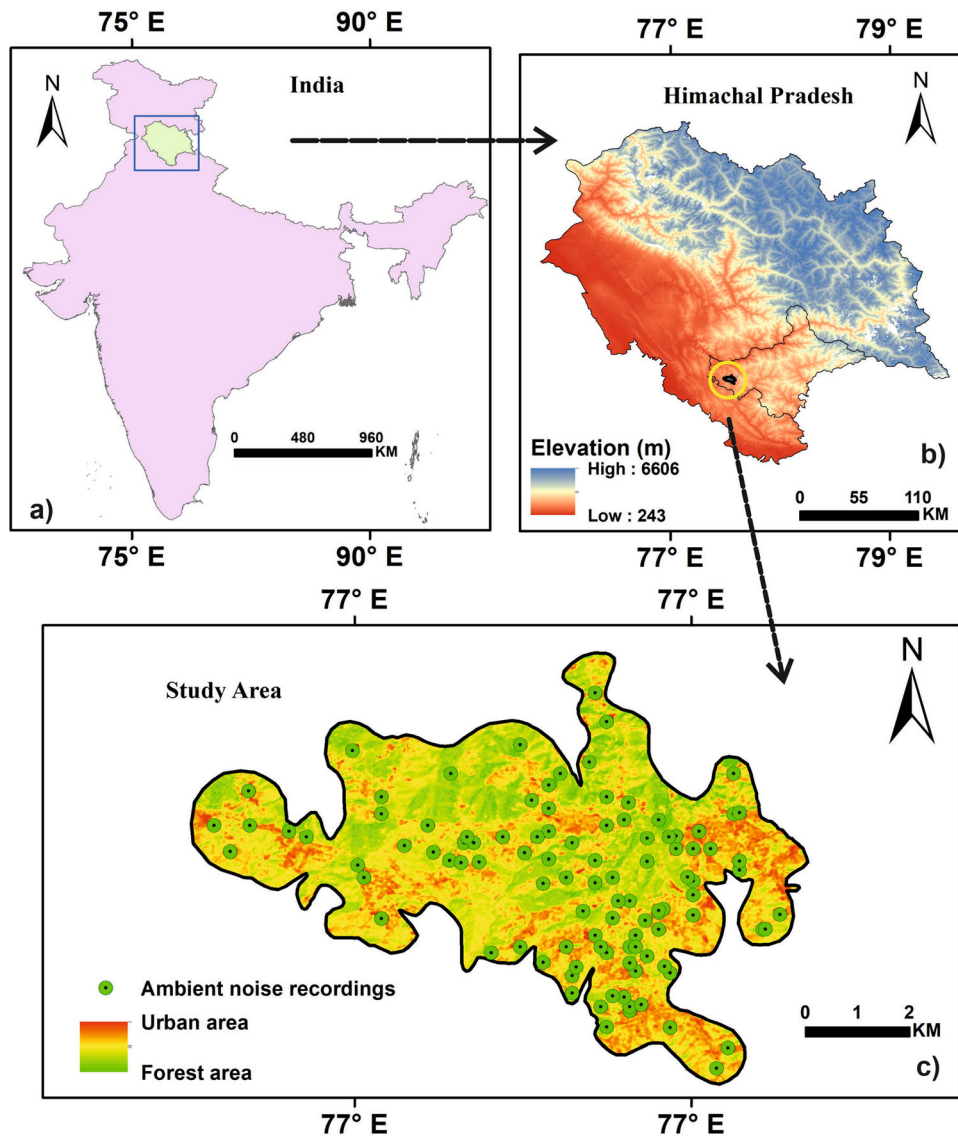 75° E 90° E
N
India
0 480 960
KM
a)
75° E 90° E
77° E 79° E
Himachal Pradesh
N
Elevation (m)
High : 6606
Low : 243
b)
0 55 110
KM
77° E 79° E
77° E 77° E
Study Area
N
Ambient noise recordings
Urban area
Forest area
0 1 2
KM
c)
77° E 77° E